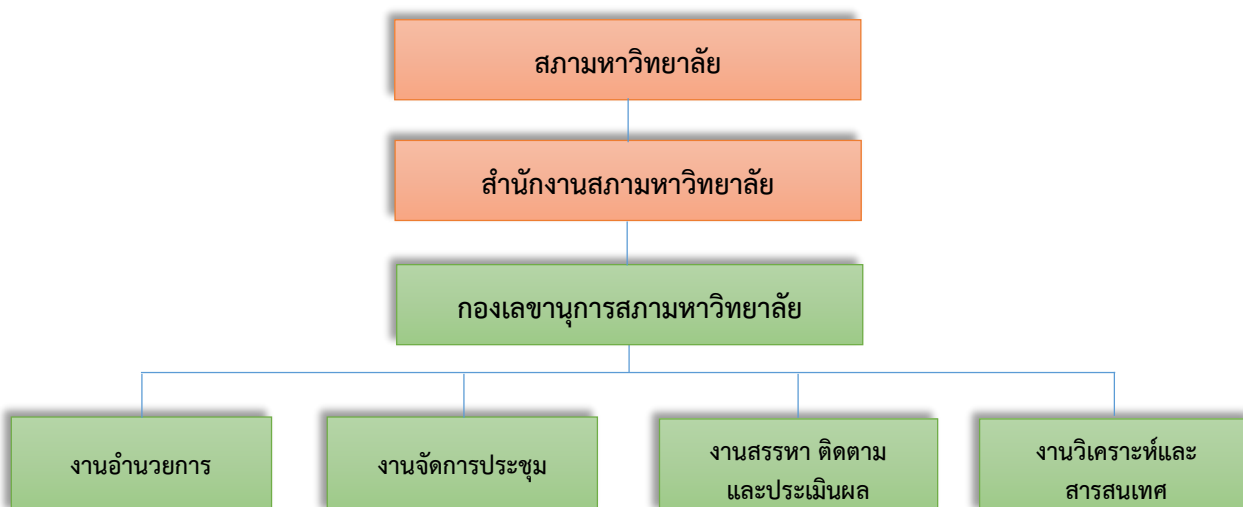 สภามหาวิทยาลัย
สำนักงานสภามหาวิทยาลัย
กองเลขานุการสภามหาวิทยาลัย
งานอำนวยการ
งานจัดการประชุม
งานสรรหา ติดตาม
และประเมินผล
งานวิเคราะห์และ
สารสนเทศ